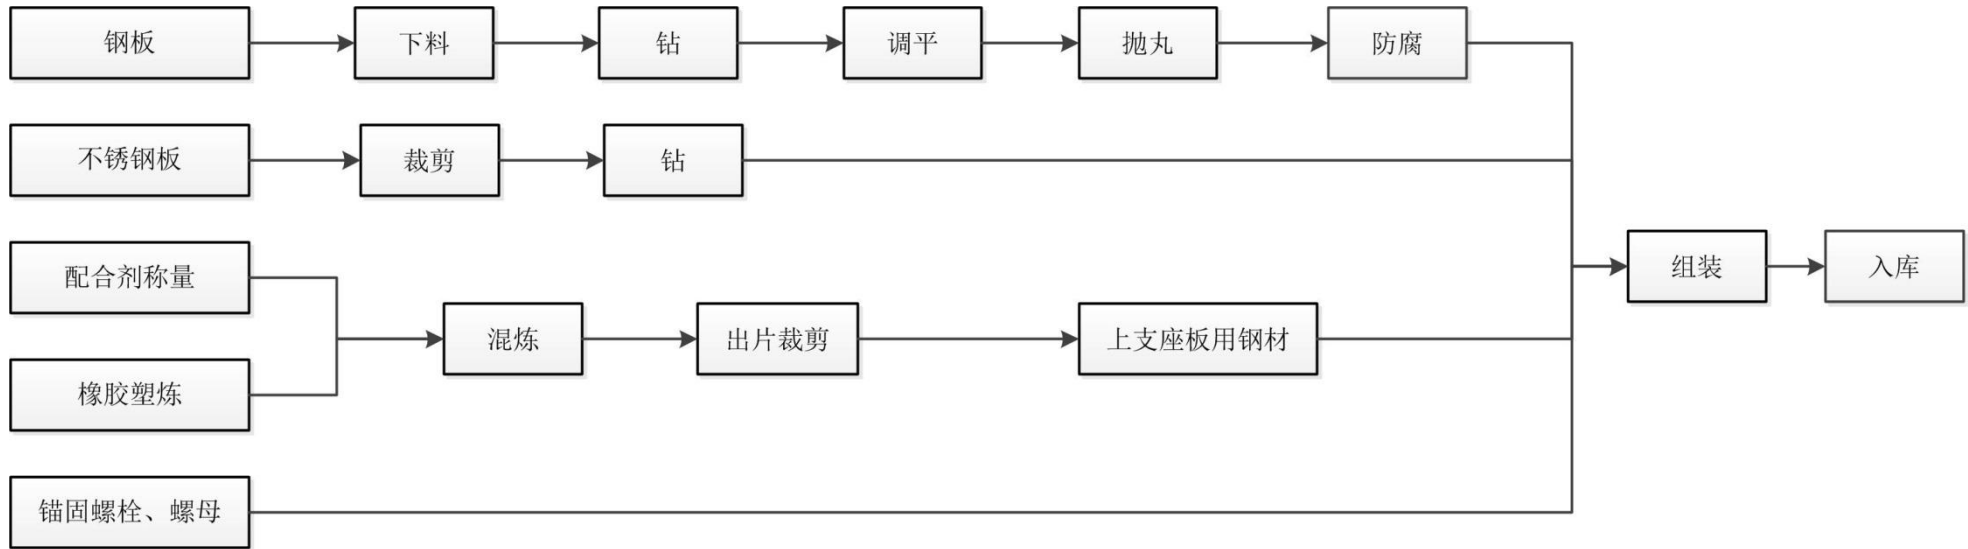 钢板
下料
钻
调平
抛丸
防腐
不锈钢板
裁剪
钻
配合剂称量
橡胶塑炼
混炼
出片裁剪
上支座板用钢材
锚固螺栓、螺母
组装
入库